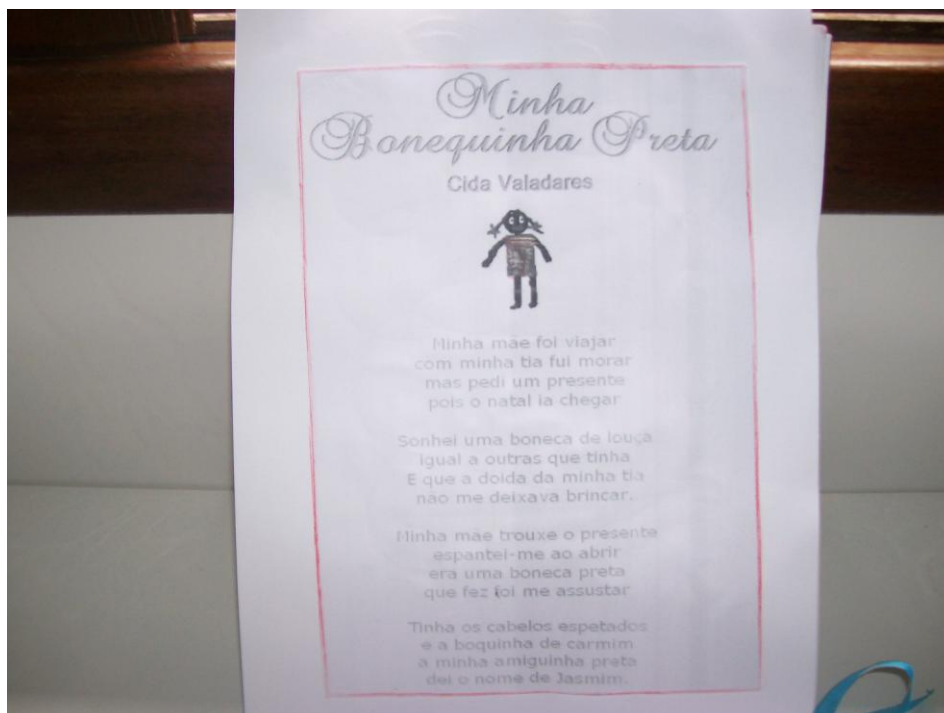 Minha
Bonequinha Preta
Cida Valadares
Minha mãe foi viajar
com minha tia fui morar
mas pedi um presente
pois o natal ia chegar
Sonhei uma boneca de louça
igual a outras que tinha
E que a doida da minha tia
não me deixava brincar.
Minha mãe trouxe o presente
espantei-me ao abrir
era uma boneca preta
que fez foi me assustar
Tinha os cabelos espetados
e a boquinha de carmim
a minha amiguinha preta
dei o nome de Jasmim.